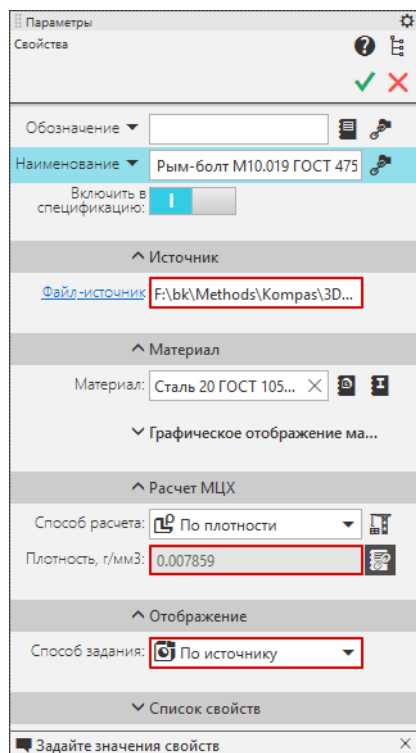 Параметры
Свойства
Обозначение
Наименование Рым-болт М10.019 ГОСТ 475
Включить в
спецификацию:
Источник
Файл-источник F:\bk\Methods\Kompas\3D...
Материал
Материал: Сталь 20 ГОСТ 105...
Графическое отображение ма...
Расчет МЦХ
Способ расчета: По плотности
Плотность, г/мм3: 0.007859
Отображение
Способ задания: По источнику
Список свойств
Задайте значения свойств